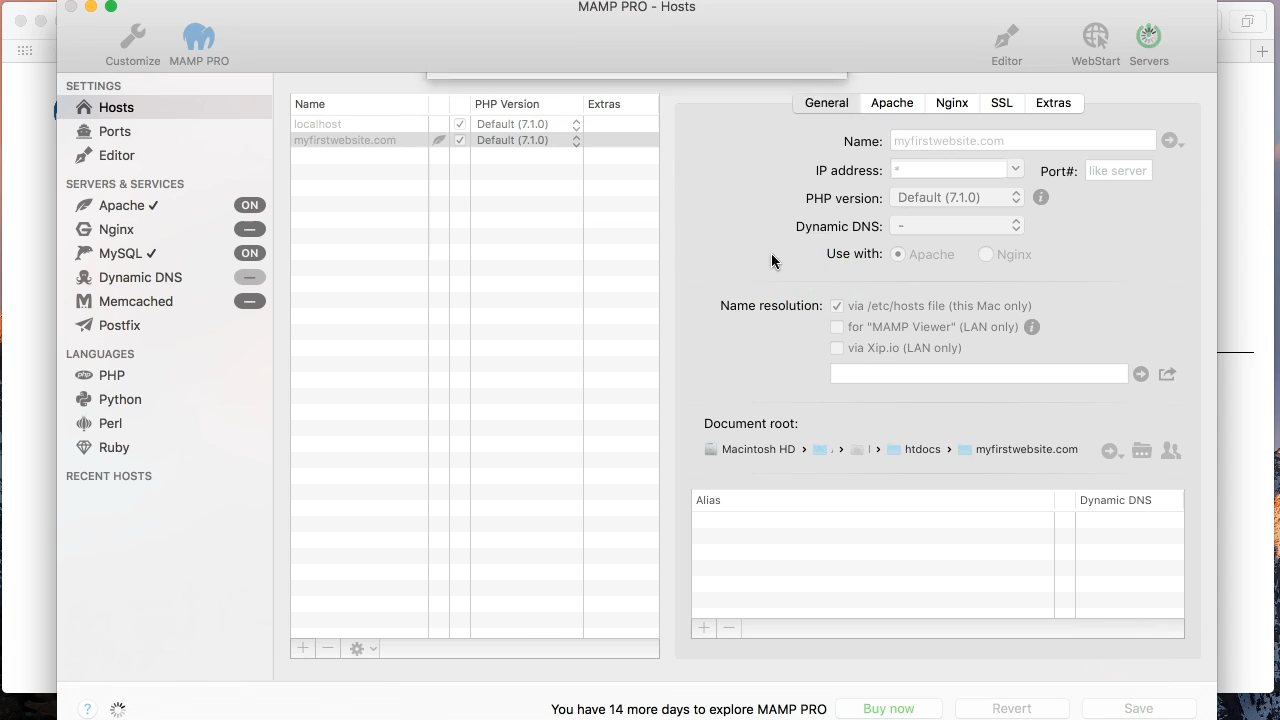 MAMP PRO - Hosts
Customize MAMP PRO Editor WebStart Servers
SETTINGS
Hosts
Ports
Editor
SERVERS & SERVICES
Apache ✓ ON
Nginx
MySQL ✓ ON
Dynamic DNS
Memcached
Postfix
LANGUAGES
php PHP
Python
Perl
Ruby
RECENT HOSTS
Name PHP Version Extras
localhost Default (7.1.0)
myfirstwebsite.com Default (7.1.0)
General Apache Nginx SSL Extras
Name: myfirstwebsite.com
IP address: * Port#: like server
PHP version: Default (7.1.0)
Dynamic DNS: -
Use with: Apache Nginx
Name resolution: via /etc/hosts file (this Mac only)
for "MAMP Viewer" (LAN only)
via Xip.io (LAN only)
Document root:
Macintosh HD › › › htdocs › myfirstwebsite.com
Alias Dynamic DNS
? have 14 more days to explore MAMP PRO Buy now Revert Save